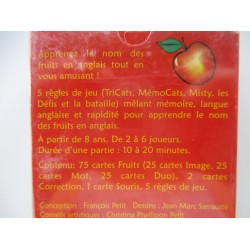 Apprenez le nom des
fruits en anglais tout en
vous amusant !
5 règles de jeu (TriCats, MémoCats, Misty, les
Défis et la bataille) mêlant mémoire, langue
anglaise et rapidité pour apprendre le nom
des fruits en anglais.
A partir de 8 ans. De 2 à 6 joueurs.
Durée d'une partie : 10 à 20 minutes.
Contenu: 75 cartes Fruits (25 cartes Image, 25
cartes Mot, 25 cartes Duo), 2 cartes
Correction, 1 carte Souris, 5 règles de jeu.
Conception : François Petit Dessins : Jean-Marc
Conseils artistiques : Christina Petit